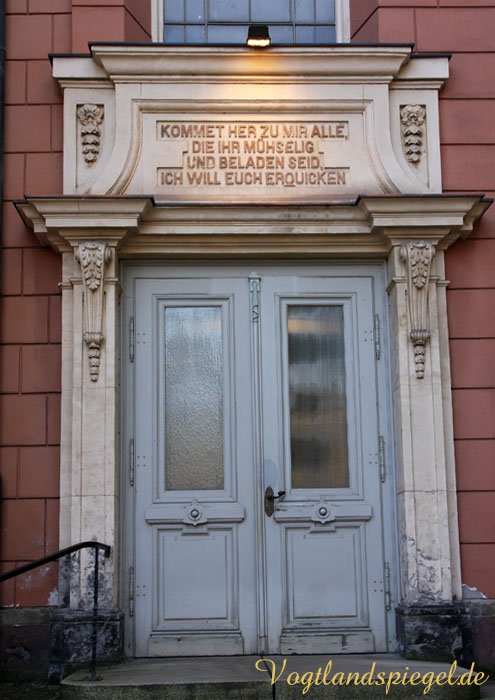 KOMMET HER ZU MIR ALLE,
DIE IHR MÜHSELIG
UND BELADEN SEID,
ICH WILL EUCH ERQUICKEN
Vogtlandspiegel.de